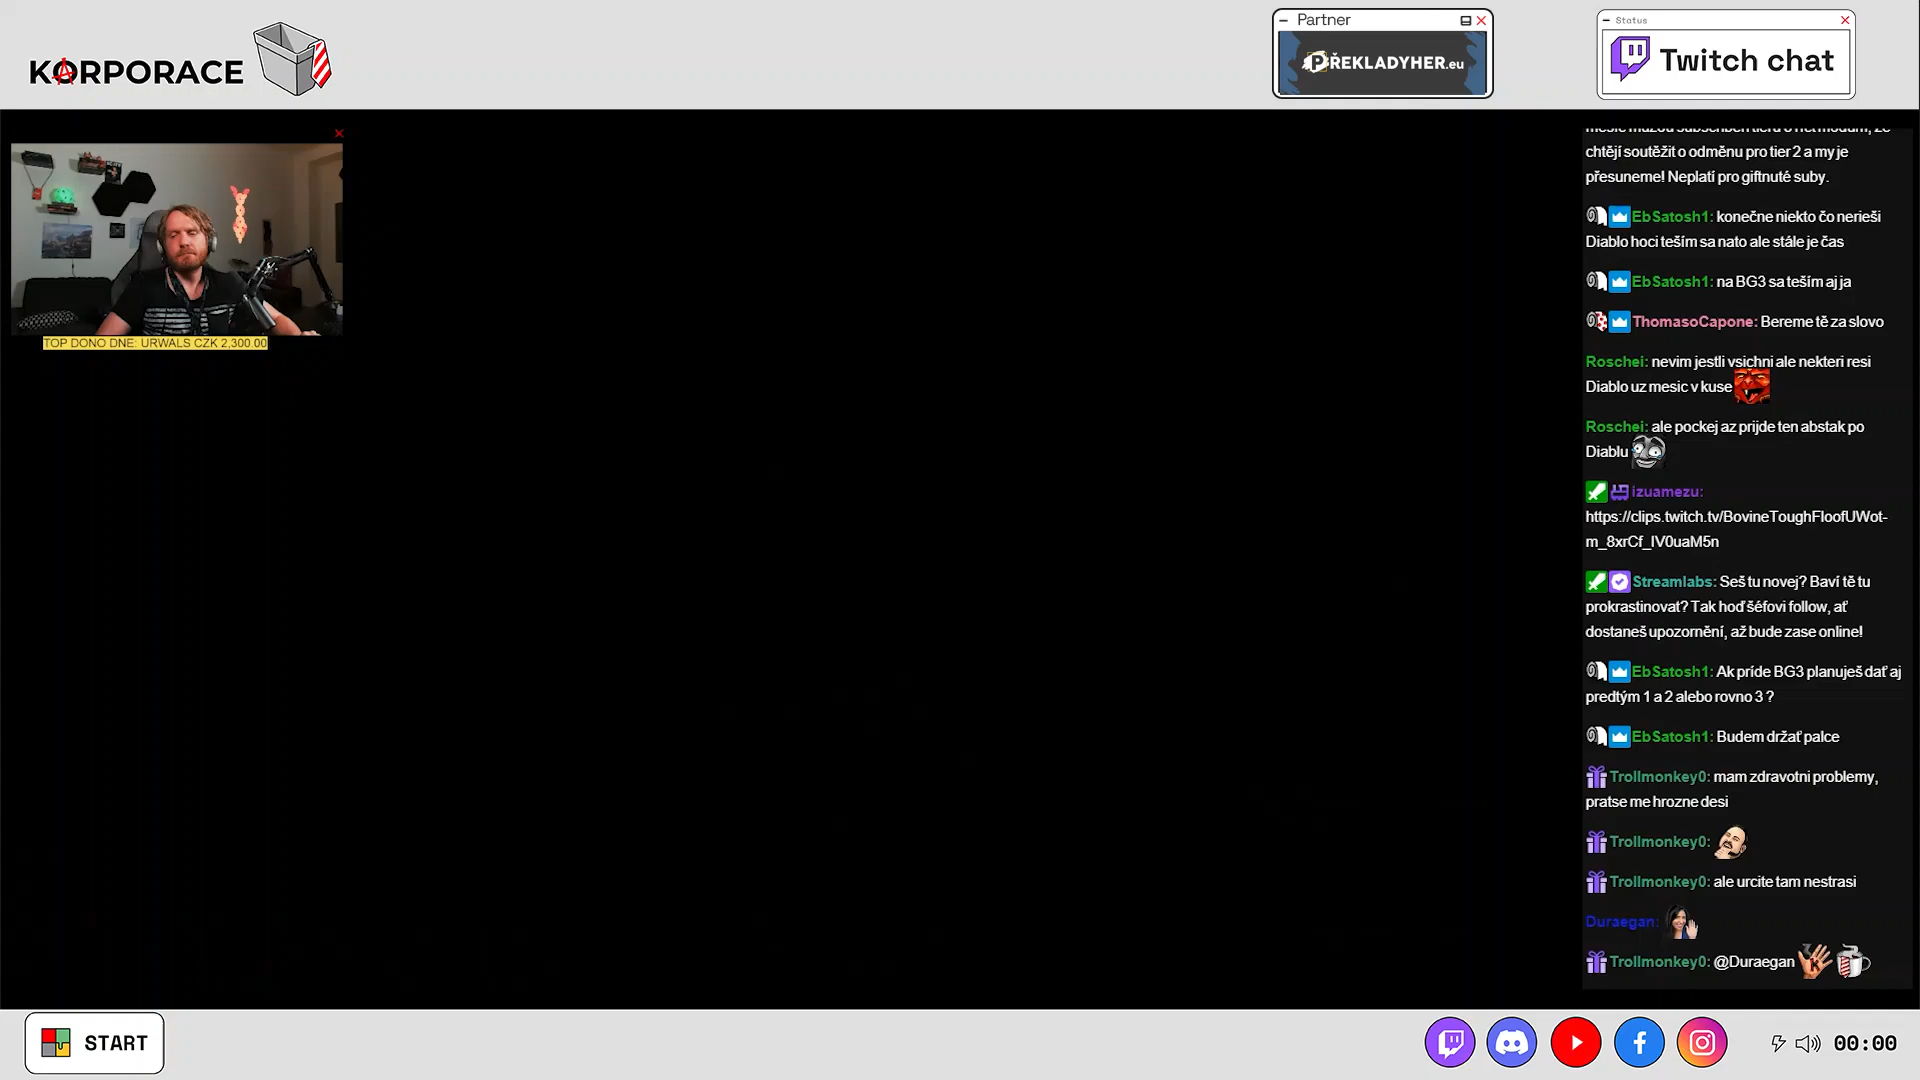 KORPORACE
Partner
PŘEKLADYHER.eu
Status
Twitch chat
TOP DONO DNE: URWALS CZK 2,300.00
chtějí soutěžit o odměnu pro tier 2 a my je
přesuneme! Neplatí pro giftnuté suby.
EbSatosh1: konečne niekto čo nerieši
Diablo hoci teším sa nato ale stále je čas
EbSatosh1: na BG3 sa teším aj ja
ThomasoCapone: Bereme tě za slovo
Roschei: nevim jestli vsichni ale nekteri resi
Diablo uz mesic v kuse
Roschei: ale pockej az prijde ten abstak po
Diablu
izuamezu:
https://clips.twitch.tv/BovineToughFloofUWot-
m_8xrCf_IV0uaM5n
Streamlabs: Seš tu novej? Baví tě tu
prokrastinovat? Tak hoď šéfovi follow, ať
dostaneš upozornění, až bude zase online!
EbSatosh1: Ak príde BG3 planuješ dať aj
predtým 1 a 2 alebo rovno 3 ?
EbSatosh1: Budem držať palce
Trollmonkey0: mam zdravotni problemy,
pratse me hrozne desi
Trollmonkey0:
Trollmonkey0: ale urcite tam nestrasi
Duraegan:
Trollmonkey0: @Duraegan
START
00:00